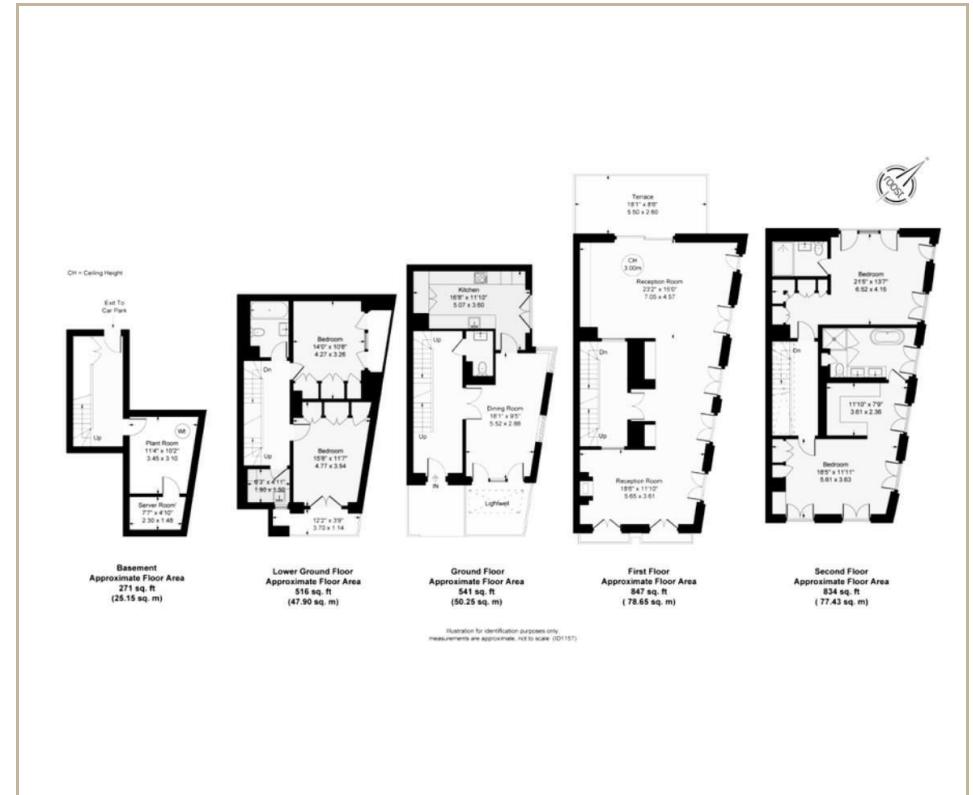 CH = Ceiling Height
Exit To
Car Park
Up
Plant Room
11'4" x 10'2"
3.45 x 3.10
Wt
Server Room'
7'7" x 4'10"
2.30 x 1.48
Dn
Bedroom
14'0" x 10'8"
4.27 x 3.26
Up
Bedroom
15'8" x 11'7"
4.77 x 3.54
6'3" x 4'11"
1.90 x 1.50
12'2" x 3'9"
3.70 x 1.14
Kitchen
16'8" x 11'10"
5.07 x 3.60
Up
Dining Room
18'1" x 9'5"
5.52 x 2.88
Up
IN
Lightwell
Terrace
18'1" x 8'6"
5.50 x 2.60
CH
3.00m
Reception Room
23'2" x 15'0"
7.05 x 4.57
Dn
Up
Reception Room
18'6" x 11'10"
5.65 x 3.61
roost
Bedroom
21'5" x 13'7"
6.52 x 4.15
Dn
11'10" x 7'9"
3.61 x 2.36
Bedroom
18'5" x 11'11"
5.61 x 3.63
Basement
Approximate Floor Area
271 sq. ft
(25.15 sq. m)
Lower Ground Floor
Approximate Floor Area
516 sq. ft
(47.90 sq. m)
Ground Floor
Approximate Floor Area
541 sq. ft
(50.25 sq. m)
First Floor
Approximate Floor Area
847 sq. ft
( 78.65 sq. m)
Second Floor
Approximate Floor Area
834 sq. ft
( 77.43 sq. m)
Illustration for identification purposes only,
measurements are approximate, not to scale (ID1157)